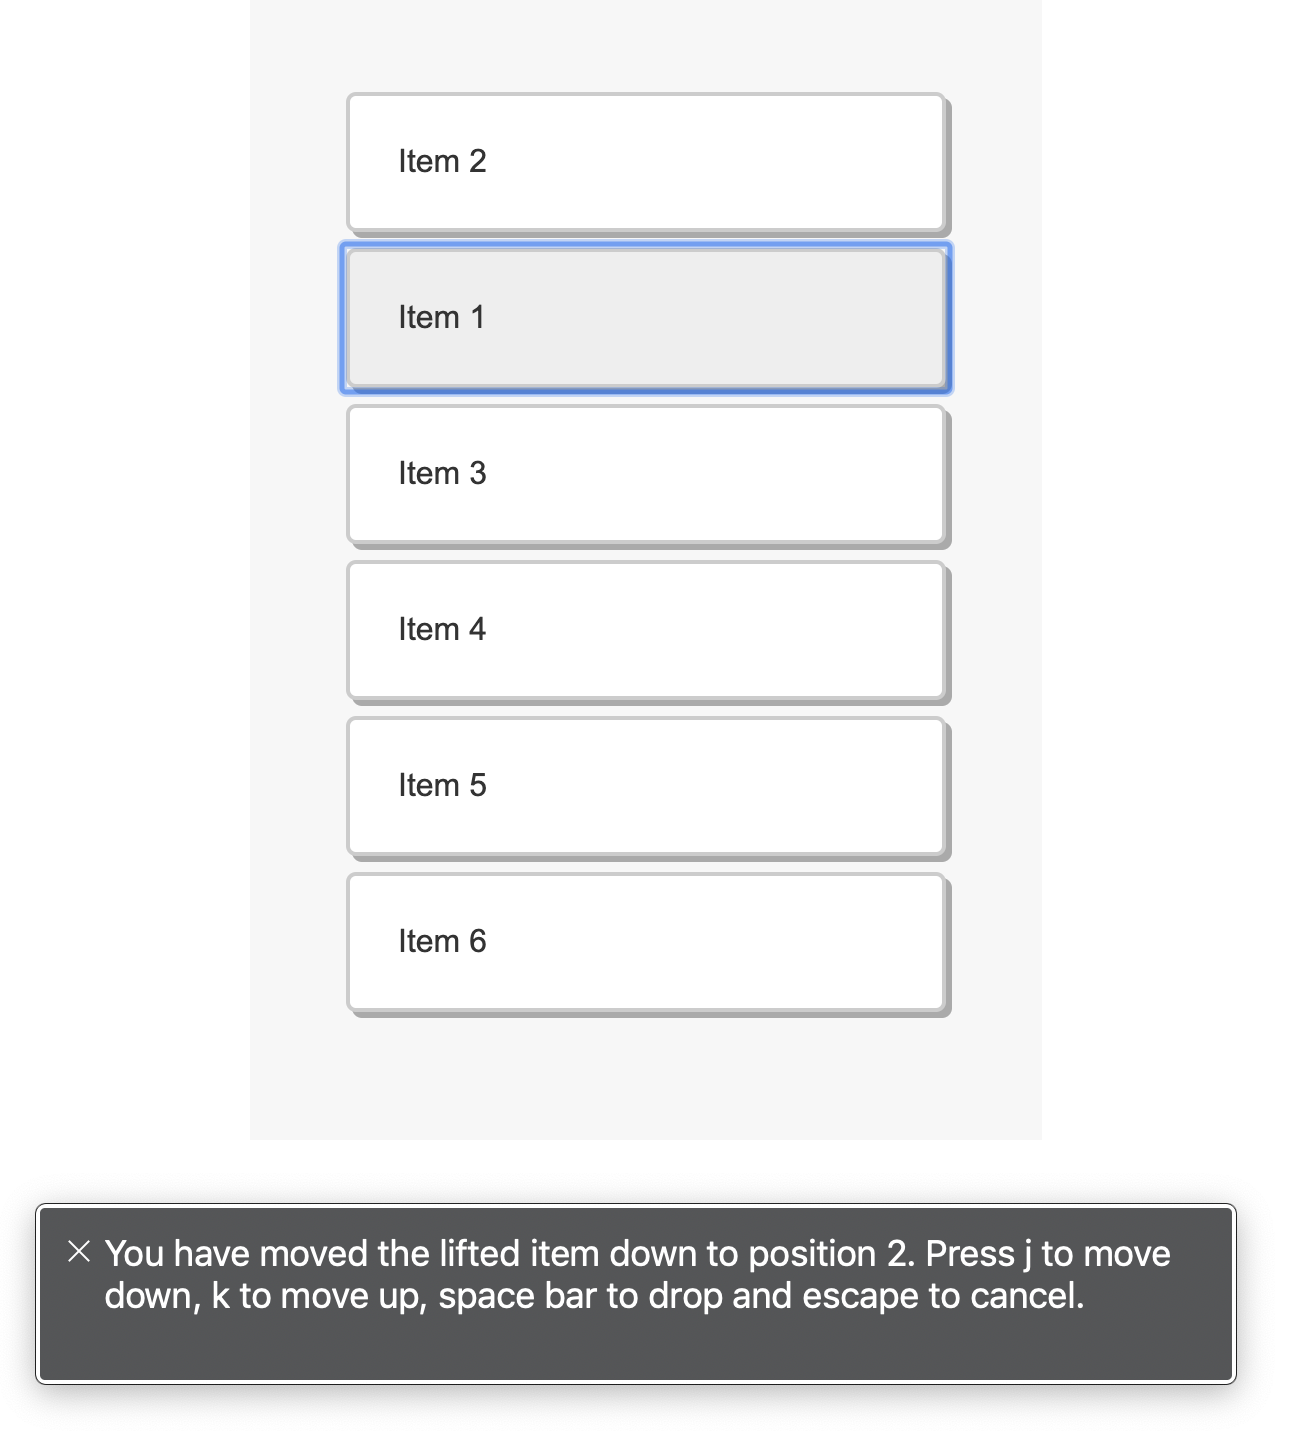 Item 2
Item 1
Item 3
Item 4
Item 5
Item 6
You have moved the lifted item down to position 2. Press j to move
down, k to move up, space bar to drop and escape to cancel.